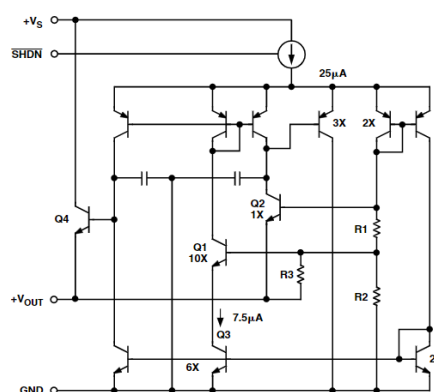 +VS
SHDN
25μA
3X
2X
Q2
1X
R1
Q4
Q1
10X
R3
R2
+VOUT
7.5μA
Q3
6X
2
GND